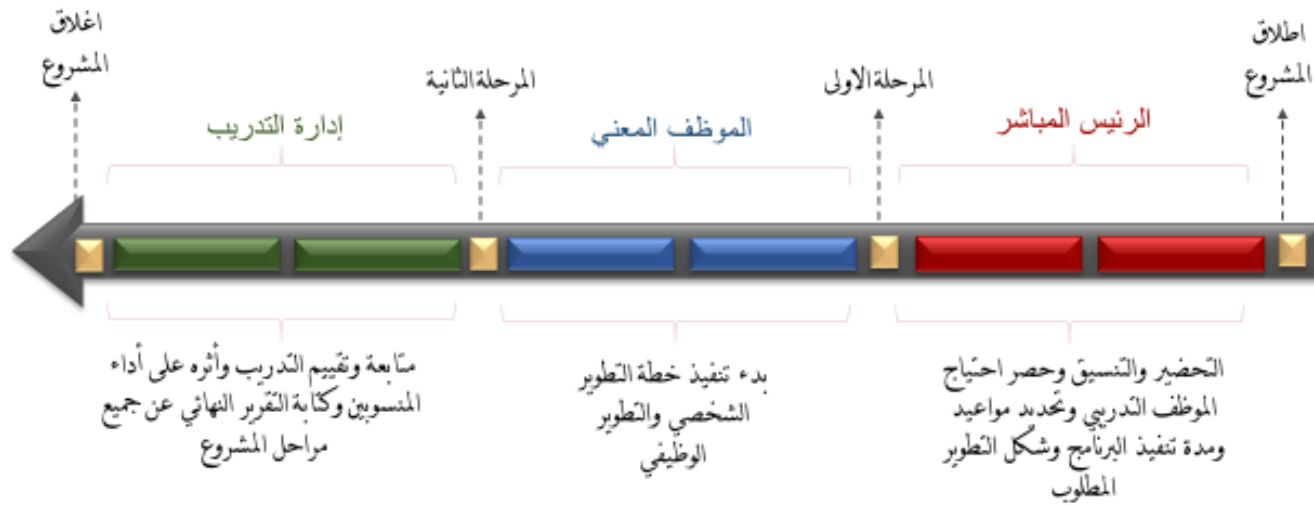 اطلاق
المشروع
المرحلة الاولى
المرحلة الثانية
اغلاق
المشروع
الرئيس المباشر
الموظف المعني
إدارة التدريب
التحضير والتنسيق وحصر احتياج
الموظف التدريبي وتحديد مواعيد
ومدة تنفيذ البرنامج وشكل التطوير
المطلوب
بدء تنفيذ خطة التطوير
الشخصي والتطوير
الوظيفي
متابعة وتقييم التدريب وأثره على أداء
المنسوبين وكتابة التقرير النهائي عن جميع
مراحل المشروع